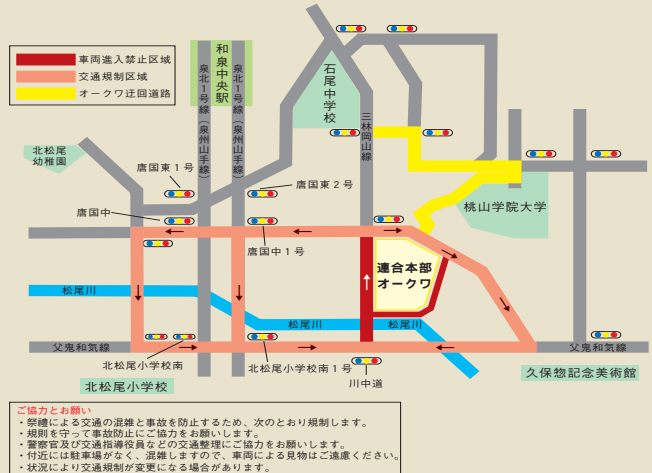 車両進入禁止区域
交通規制区域
オークワ迂回道路
和泉中央駅
泉北1号線(泉州山手線)
泉北1号線(泉州山手線)
石尾中学校
三林岡山線
北松尾
幼稚園
唐国東1号
唐国東2号
唐国中
唐国中1号
桃山学院大学
連合本部
オークワ
松尾川
松尾川
松尾川
父鬼和気線
父鬼和気線
北松尾小学校南
北松尾小学校南1号
川中道
北松尾小学校
久保惣記念美術館
ご協力とお願い
・祭禮による交通の混雑と事故を防止するため、次のとおり規制します。
・規則を守って事故防止にご協力をお願いします。
・警察官及び交通指導役員などの交通整理にご協力をお願いします。
・付近には駐車場がなく、混雑しますので、車両による見物はご遠慮ください。
・状況により交通規制が変更になる場合があります。